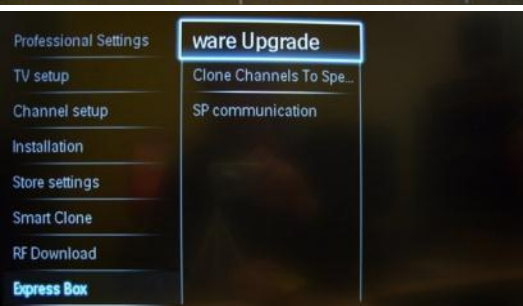 Professional Settings
TV setup
Channel setup
Installation
Store settings
Smart Clone
RF Download
Express Box
ware Upgrade
Clone Channels To Spe...
SP communication